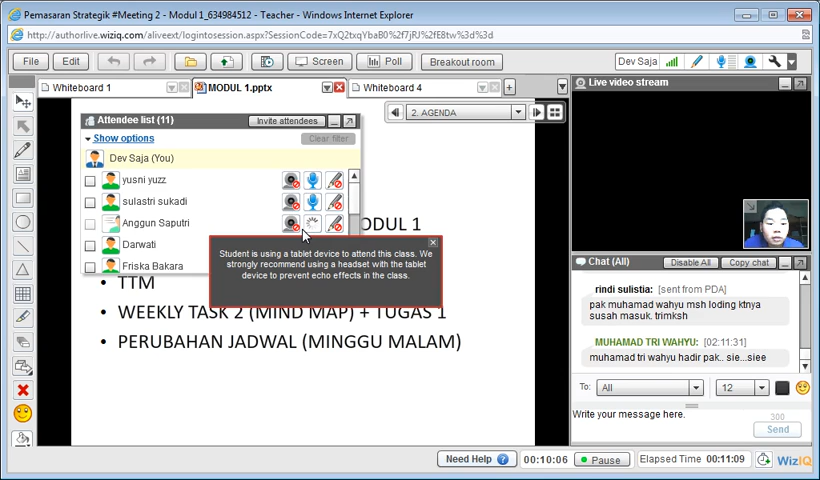 Pemasaran Strategik #Meeting 2 - Modul 1_634984512 - Teacher - Windows Internet Explorer
http://authorlive.wiziq.com/aliveext/logintosession.aspx?SessionCode=7xQ2txqYbaB0%2f7jRJ%2fE8tw%3d%3d
File Edit Screen Poll Breakout room Dev Saja
Whiteboard 1 MODUL 1.pptx Whiteboard 4
Live video stream
Attendee list (11) Invite attendees
2. AGENDA
Show options Clear filter
Dev Saja (You)
yusni yuzz
sulastri sukadi
Anggun Saputri
Darwati
Friska Bakara
Student is using a tablet device to attend this class. We
strongly recommend using a headset with the tablet
device to prevent echo effects in the class.
ODUL 1
• TTM
• WEEKLY TASK 2 (MIND MAP) + TUGAS 1
• PERUBAHAN JADWAL (MINGGU MALAM)
Chat (All) Disable All Copy chat
rindi sulistia: [sent from PDA]
pak muhamad wahyu msh loding ktnya
susah masuk. trimksh
MUHAMAD TRI WAHYU: [02:11:31]
muhamad tri wahyu hadir pak.. sie...siee
To: All 12
Write your message here.
300
Send
Need Help ? 00:10:06 Pause Elapsed Time 00:11:09 WizIQ